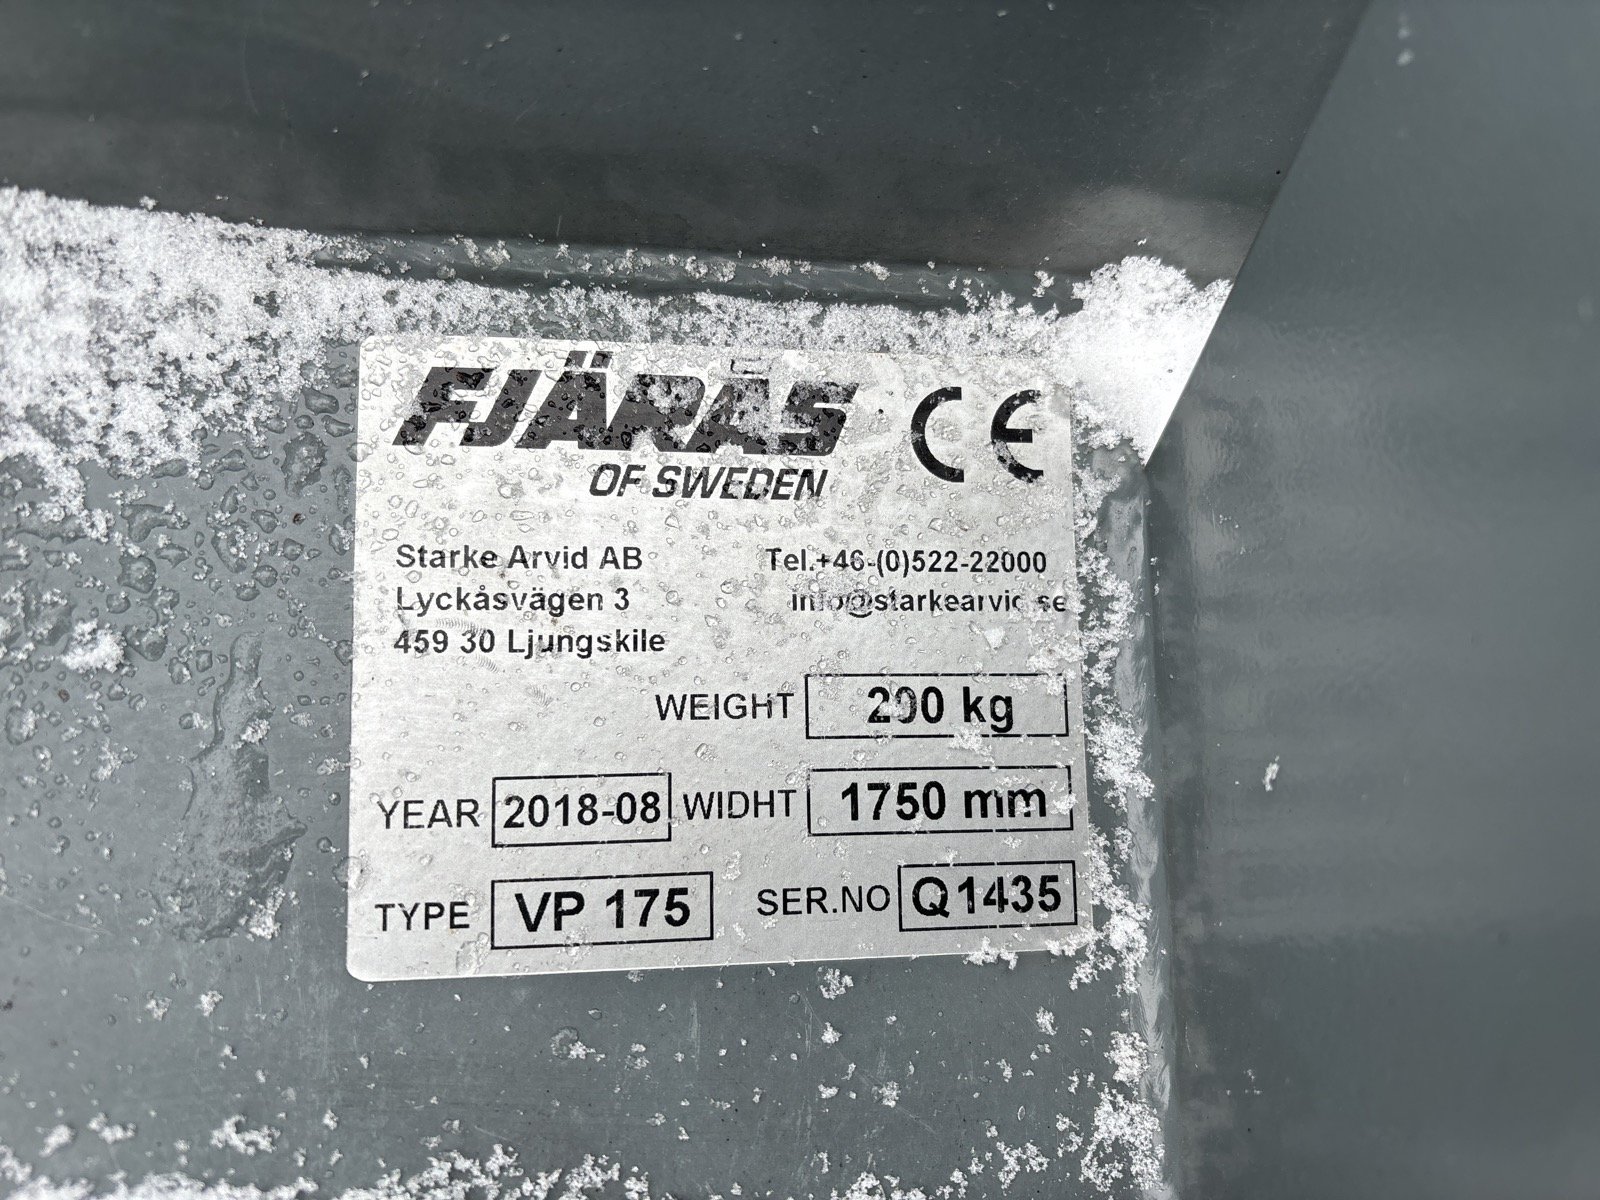 FJÄRÅS
OF SWEDEN
CE
Starke Arvid AB Tel.+46-(0)522-22000
Lyckåsvägen 3 info@starkearvid.se
459 30 Ljungskile
WEIGHT kg
YEAR 2018-08 WIDHT 1750 mm
TYPE VP 175 SER.NO Q1435